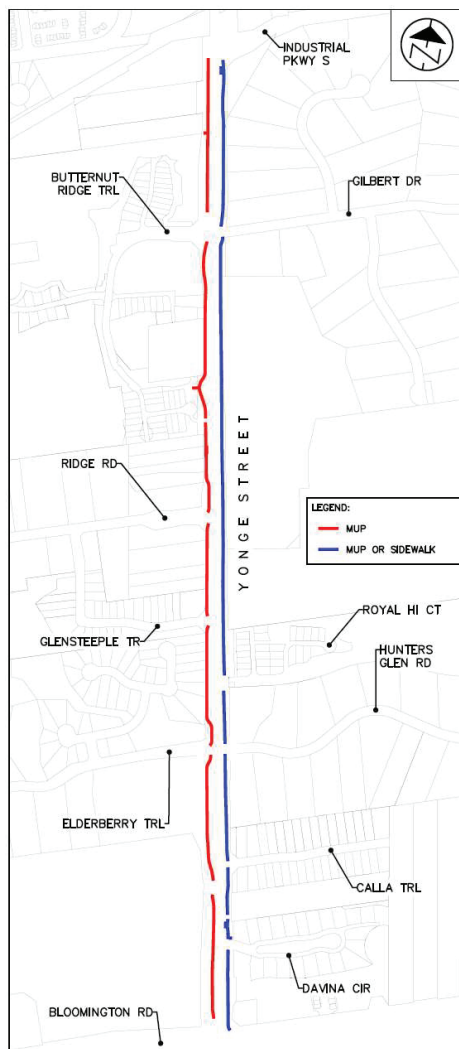 INDUSTRIAL
PKWY S
N
BUTTERNUT
RIDGE TRL
GILBERT DR
YONGE STREET
RIDGE RD
LEGEND:
MUP
MUP OR SIDEWALK
GLENSTEEPLE TR
ROYAL HI CT
HUNTERS
GLEN RD
ELDERBERRY TRL
CALLA TRL
DAVINA CIR
BLOOMINGTON RD